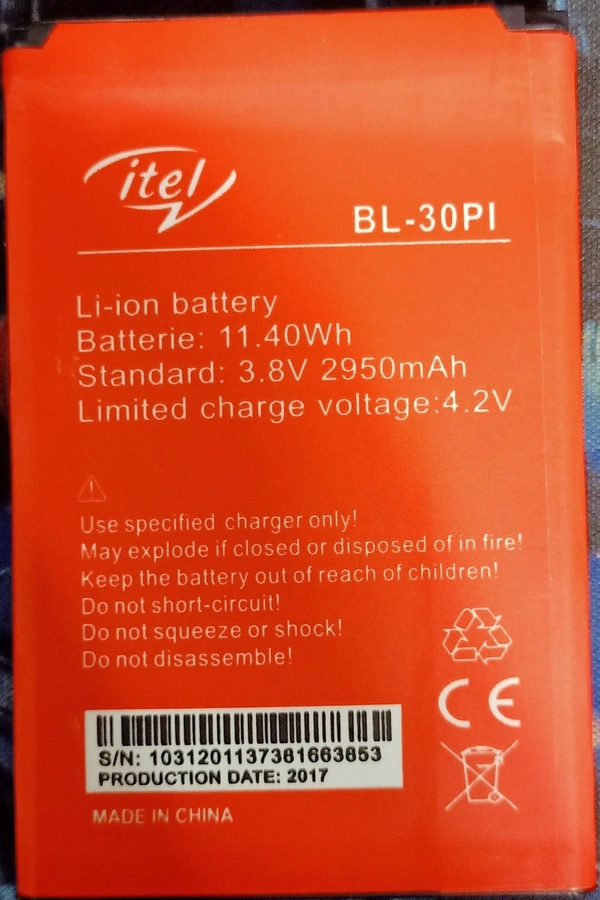 itel
BL-30PI
Li-ion battery
Batterie: 11.40Wh
Standard: 3.8V 2950mAh
Limited charge voltage:4.2V
Use specified charger only!
May explode if closed or disposed of in fire!
Keep the battery out of reach of children!
Do not short-circuit!
Do not squeeze or shock!
Do not disassemble!
CE
S/N: 1031201137381663853
PRODUCTION DATE: 2017
MADE IN CHINA